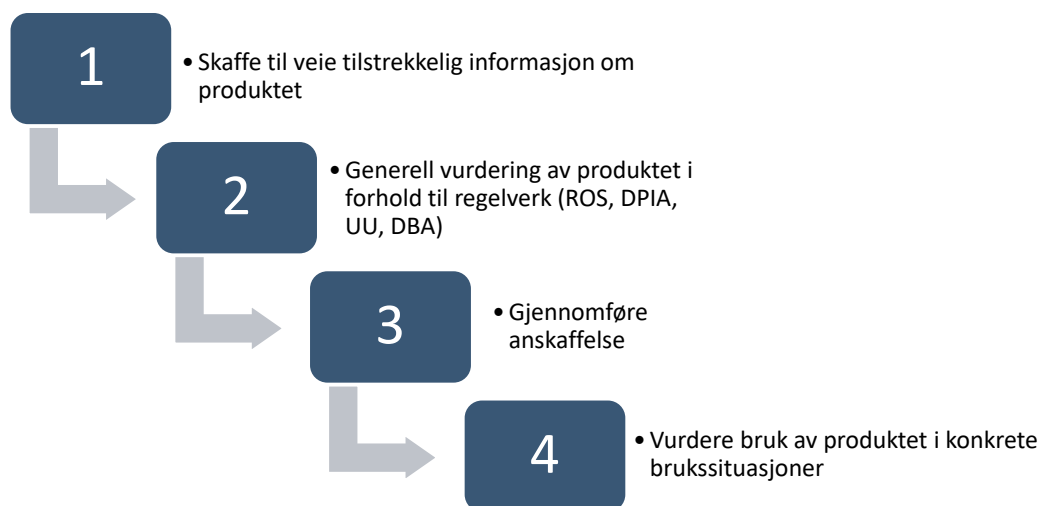 1
• Skaffe til veie tilstrekkelig informasjon om
produktet
2
• Generell vurdering av produktet i
forhold til regelverk (ROS, DPIA,
UU, DBA)
3
• Gjennomføre
anskaffelse
4
• Vurdere bruk av produktet i konkrete
brukssituasjoner